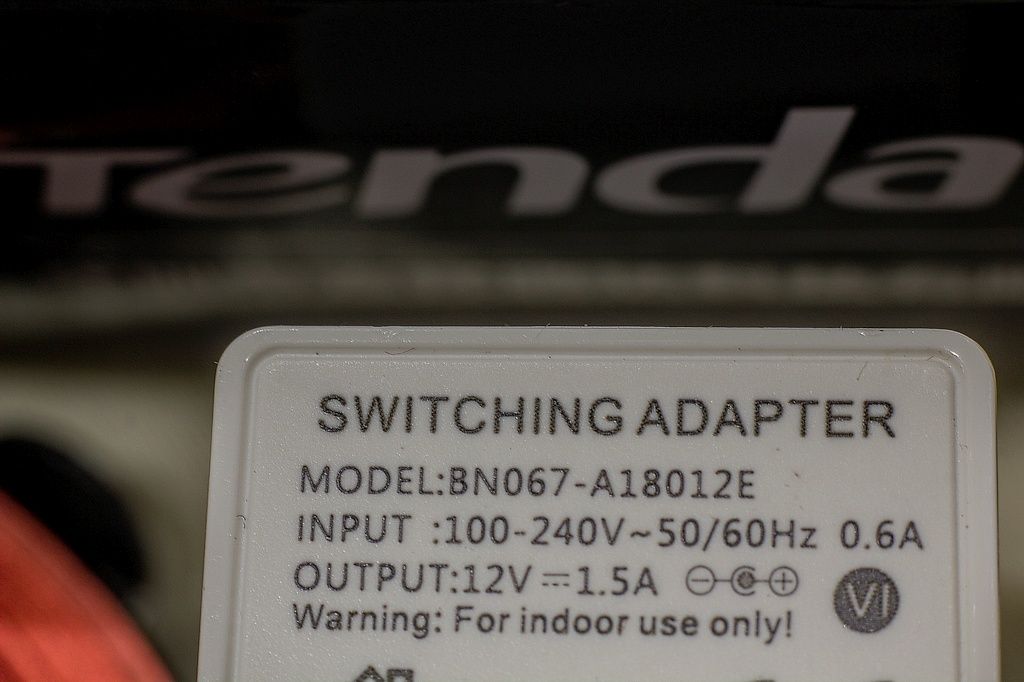 Tenda
SWITCHING ADAPTER
MODEL:BN067-A18012E
INPUT :100-240V~50/60Hz 0.6A
OUTPUT:12V⎓1.5A
VI
Warning: For indoor use only!